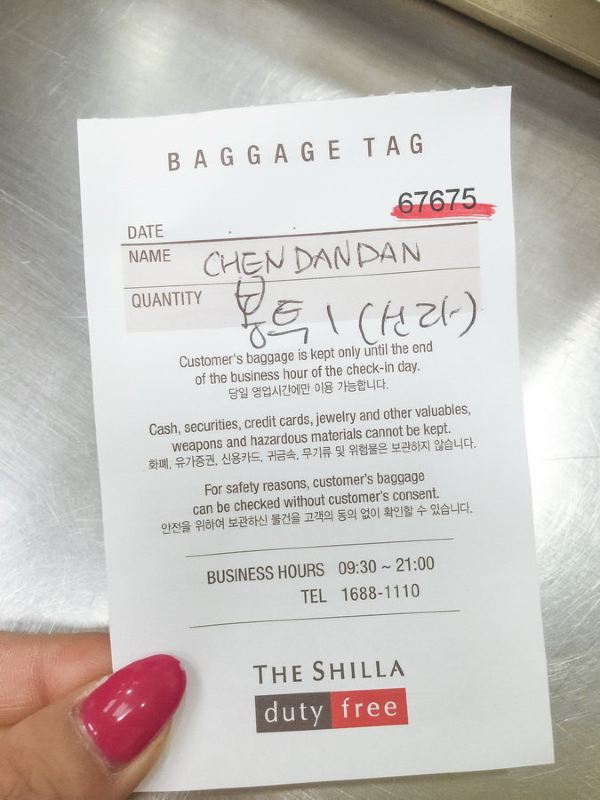 BAGGAGE TAG
67675
DATE
NAME CHEN DANDAN
QUANTITY 봉투 1 (신라)
Customer's baggage is kept only until the end
of the business hour of the check-in day.
당일 영업시간에만 이용 가능합니다.
Cash, securities, credit cards, jewelry and other valuables,
weapons and hazardous materials cannot be kept.
화폐, 유가증권, 신용카드, 귀금속, 무기류 및 위험물은 보관하지 않습니다.
For safety reasons, customer's baggage
can be checked without customer's consent.
안전을 위하여 보관하신 물건을 고객의 동의 없이 확인할 수 있습니다.
BUSINESS HOURS 09:30 ~ 21:00
TEL 1688-1110
THE SHILLA
duty free